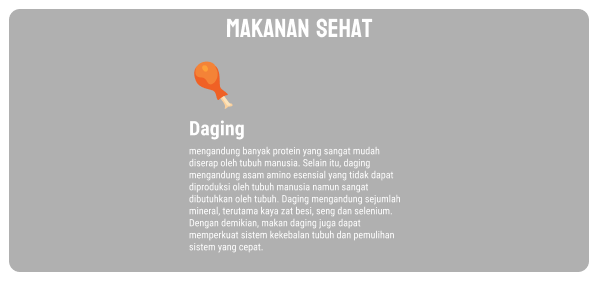 MAKANAN SEHAT
Daging
mengandung banyak protein yang sangat mudah
diserap oleh tubuh manusia. Selain itu, daging
mengandung asam amino esensial yang tidak dapat
diproduksi oleh tubuh manusia namun sangat
dibutuhkan oleh tubuh. Daging mengandung sejumlah
mineral, terutama kaya zat besi, seng dan selenium.
Dengan demikian, makan daging juga dapat
memperkuat sistem kekebalan tubuh dan pemulihan
sistem yang cepat.